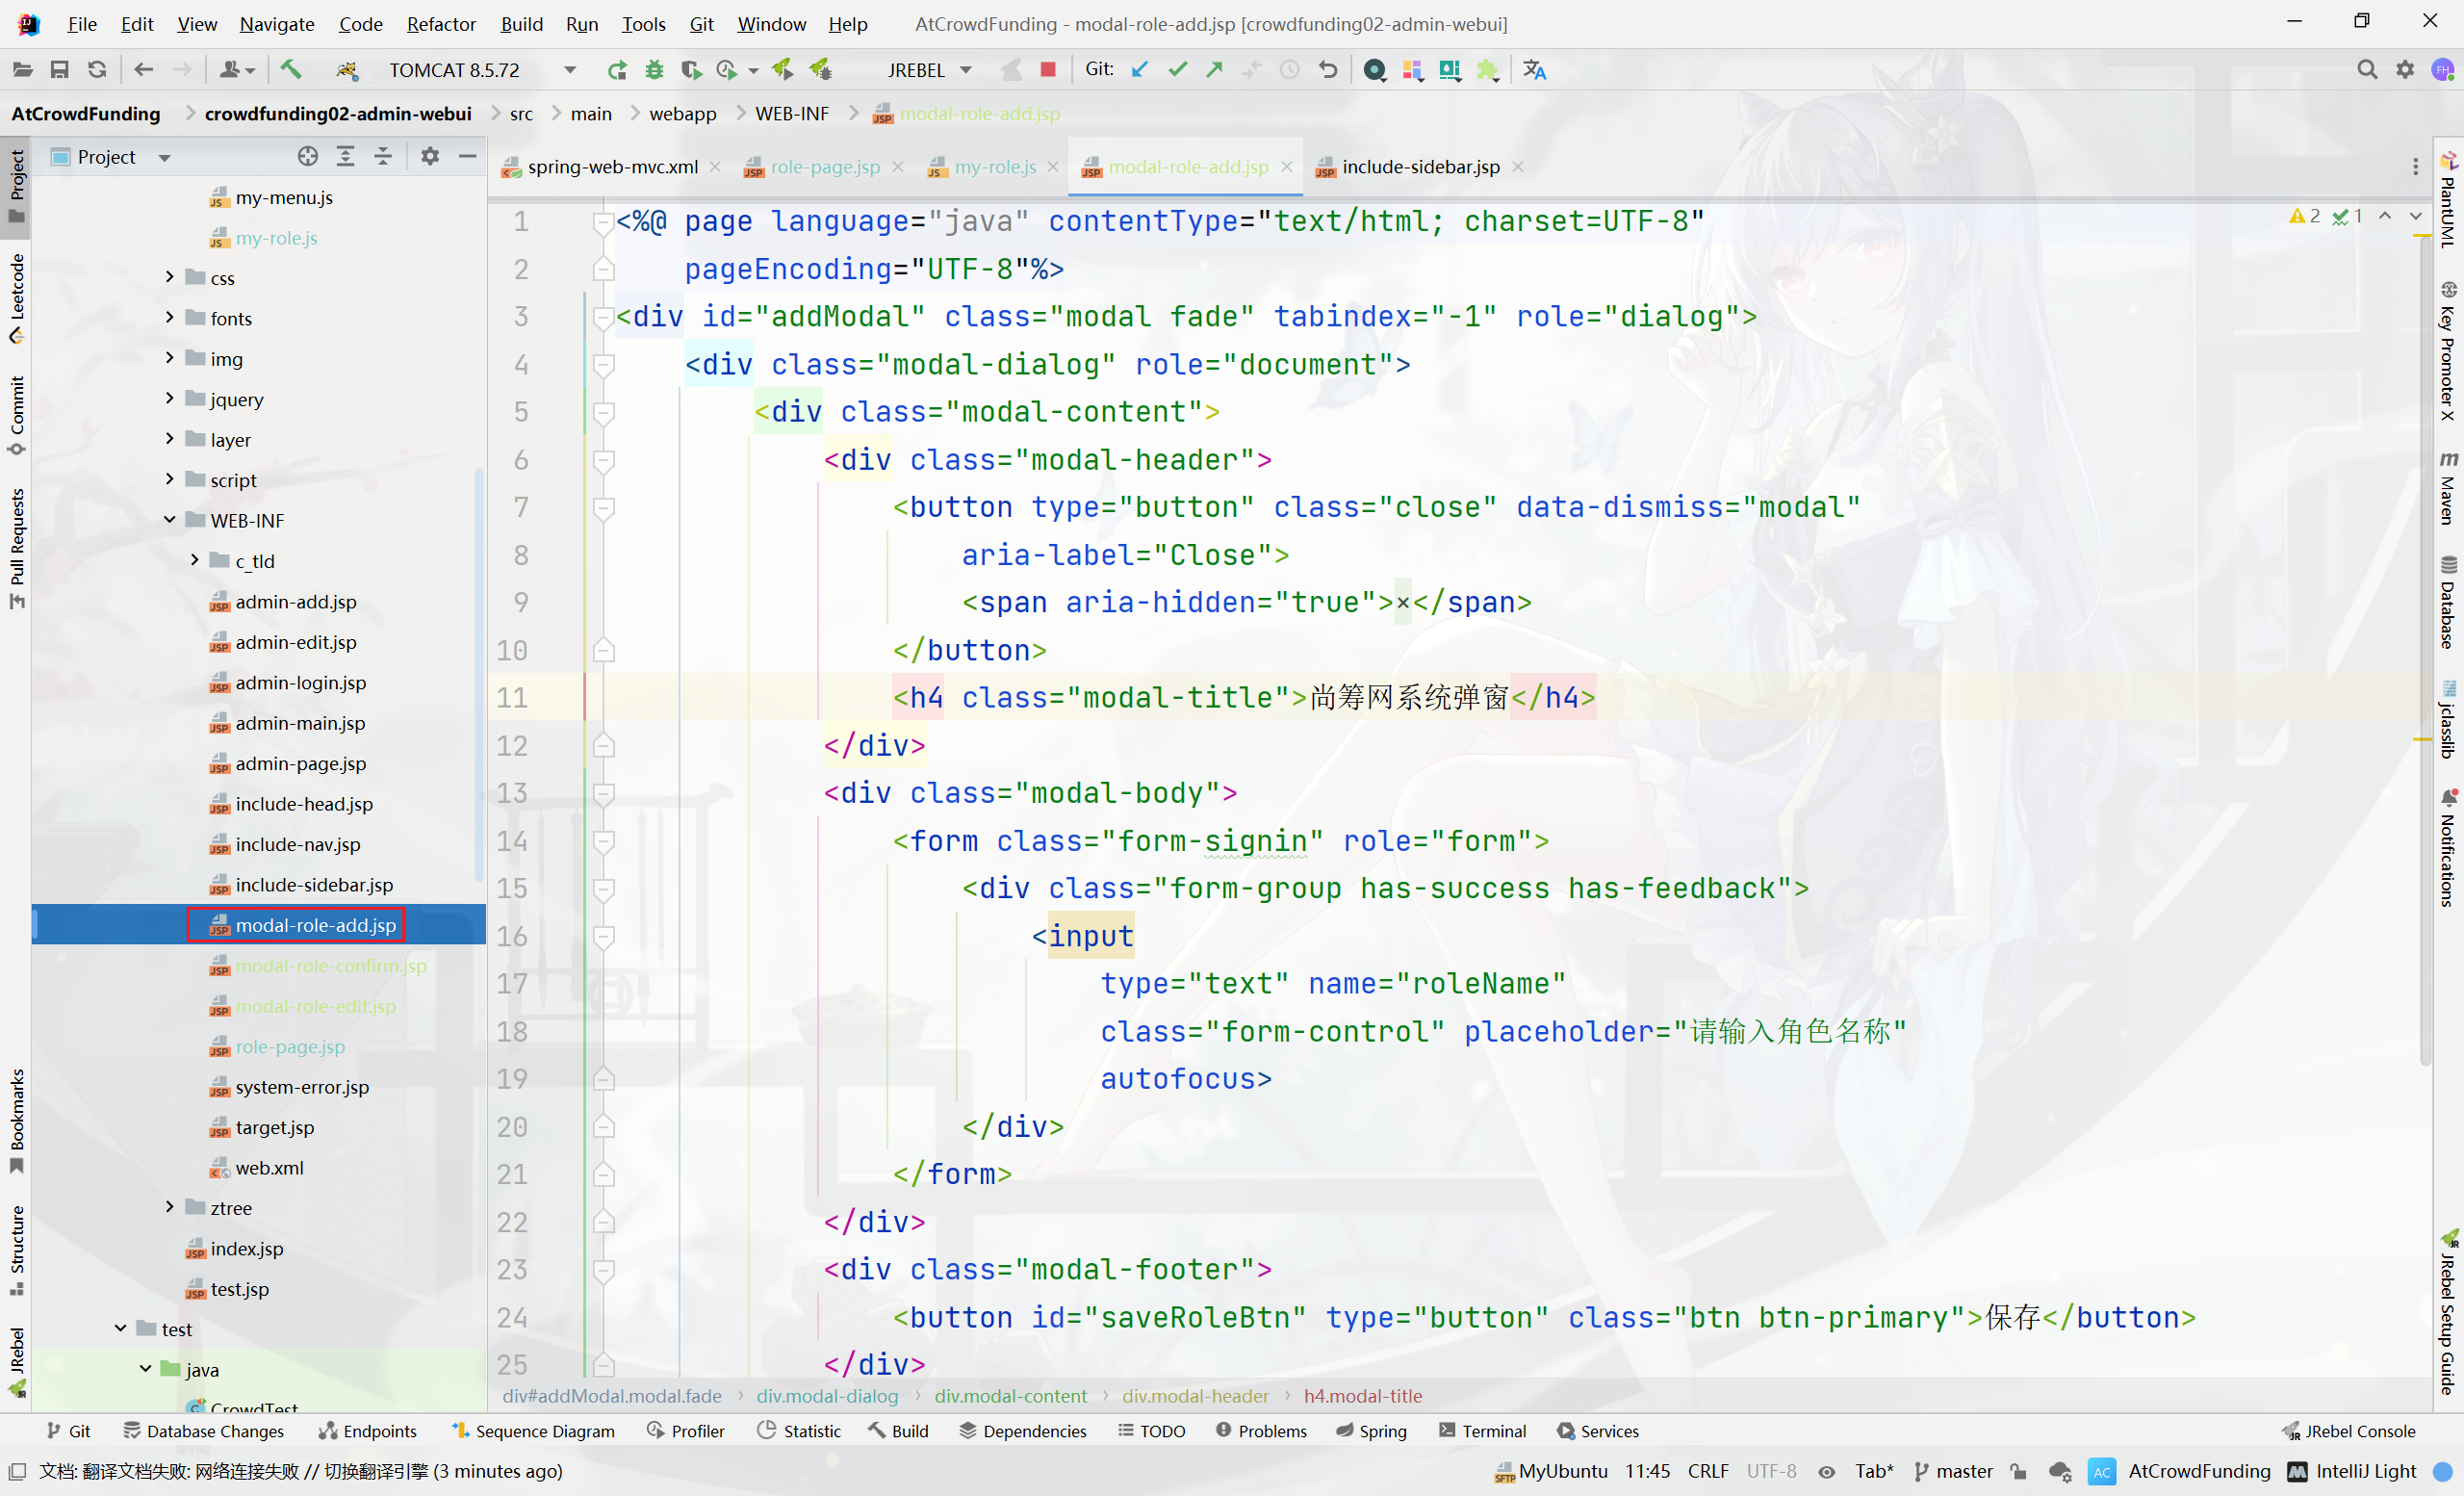 File Edit View Navigate Code Refactor Build Run Tools Git Window Help AtCrowdFunding - modal-role-add.jsp [crowdfunding02-admin-webui]
TOMCAT 8.5.72 JREBEL Git: FH
AtCrowdFunding crowdfunding02-admin-webui src main webapp WEB-INF modal-role-add.jsp
Project
spring-web-mvc.xml role-page.jsp my-role.js modal-role-add.jsp include-sidebar.jsp
my-menu.js
my-role.js
css
fonts
img
jquery
layer
script
WEB-INF
c_tld
admin-add.jsp
admin-edit.jsp
admin-login.jsp
admin-main.jsp
admin-page.jsp
include-head.jsp
include-nav.jsp
include-sidebar.jsp
modal-role-add.jsp
modal-role-confirm.jsp
modal-role-edit.jsp
role-page.jsp
system-error.jsp
target.jsp
web.xml
ztree
index.jsp
test.jsp
test
java
CrowdTest
Project
Leetcode
Commit
Pull Requests
Bookmarks
Structure
JRebel
2 1
1 <%@ page language="java" contentType="text/html; charset=UTF-8"
2 pageEncoding="UTF-8"%>
3 <div id="addModal" class="modal fade" tabindex="-1" role="dialog">
4 <div class="modal-dialog" role="document">
5 <div class="modal-content">
6 <div class="modal-header">
7 <button type="button" class="close" data-dismiss="modal"
8 aria-label="Close">
9 <span aria-hidden="true">×</span>
10 </button>
11 <h4 class="modal-title">尚筹网系统弹窗</h4>
12 </div>
13 <div class="modal-body">
14 <form class="form-signin" role="form">
15 <div class="form-group has-success has-feedback">
16 <input
17 type="text" name="roleName"
18 class="form-control" placeholder="请输入角色名称"
19 autofocus>
20 </div>
21 </form>
22 </div>
23 <div class="modal-footer">
24 <button id="saveRoleBtn" type="button" class="btn btn-primary">保存</button>
25 </div>
div#addModal.modal.fade div.modal-dialog div.modal-content div.modal-header h4.modal-title
PlantUML
Key Promoter X
Maven
Database
jclasslib
Notifications
JRebel Setup Guide
Git Database Changes Endpoints Sequence Diagram Profiler Statistic Build Dependencies TODO Problems Spring Terminal Services JRebel Console
文档: 翻译文档失败: 网络连接失败 // 切换翻译引擎 (3 minutes ago) MyUbuntu 11:45 CRLF UTF-8 Tab* master AC AtCrowdFunding IntelliJ Light